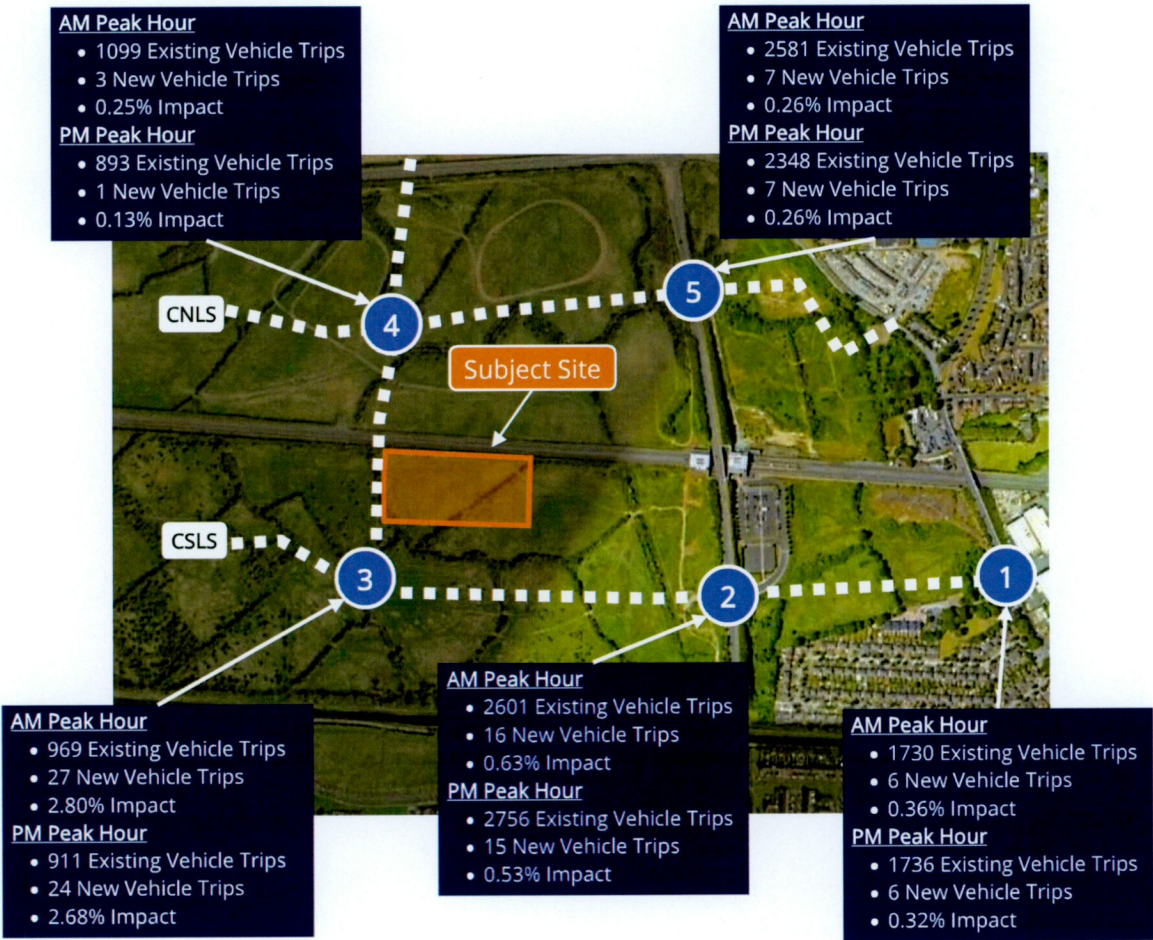 AM Peak Hour
• 1099 Existing Vehicle Trips
• 3 New Vehicle Trips
• 0.25% Impact
PM Peak Hour
• 893 Existing Vehicle Trips
• 1 New Vehicle Trips
• 0.13% Impact
AM Peak Hour
• 2581 Existing Vehicle Trips
• 7 New Vehicle Trips
• 0.26% Impact
PM Peak Hour
• 2348 Existing Vehicle Trips
• 7 New Vehicle Trips
• 0.26% Impact
CNLS
4
5
Subject Site
CSLS
3
2
1
AM Peak Hour
• 969 Existing Vehicle Trips
• 27 New Vehicle Trips
• 2.80% Impact
PM Peak Hour
• 911 Existing Vehicle Trips
• 24 New Vehicle Trips
• 2.68% Impact
AM Peak Hour
• 2601 Existing Vehicle Trips
• 16 New Vehicle Trips
• 0.63% Impact
PM Peak Hour
• 2756 Existing Vehicle Trips
• 15 New Vehicle Trips
• 0.53% Impact
AM Peak Hour
• 1730 Existing Vehicle Trips
• 6 New Vehicle Trips
• 0.36% Impact
PM Peak Hour
• 1736 Existing Vehicle Trips
• 6 New Vehicle Trips
• 0.32% Impact